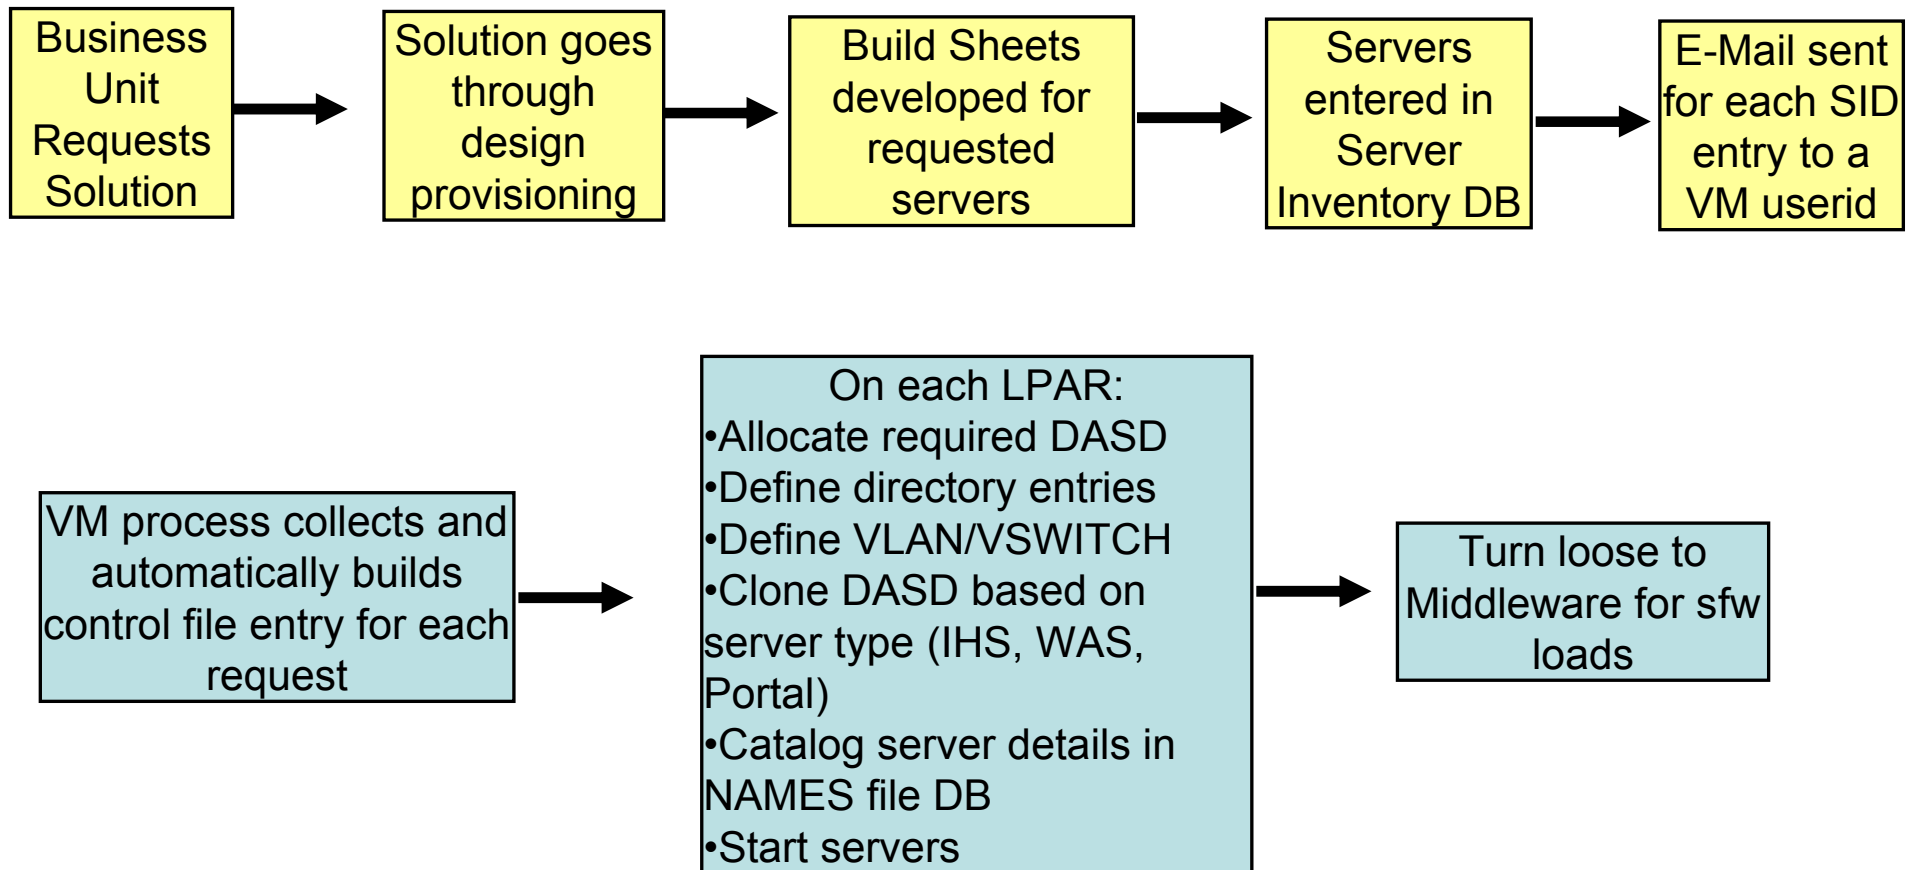 Business
Unit
Requests
Solution
Solution goes
through
design
provisioning
Build Sheets
developed for
requested
servers
Servers
entered in
Server
Inventory DB
E-Mail sent
for each SID
entry to a
VM userid
VM process collects and
automatically builds
control file entry for each
request
On each LPAR:
•Allocate required DASD
•Define directory entries
•Define VLAN/VSWITCH
•Clone DASD based on
server type (IHS, WAS,
Portal)
•Catalog server details in
NAMES file DB
•Start servers
Turn loose to
Middleware for sfw
loads